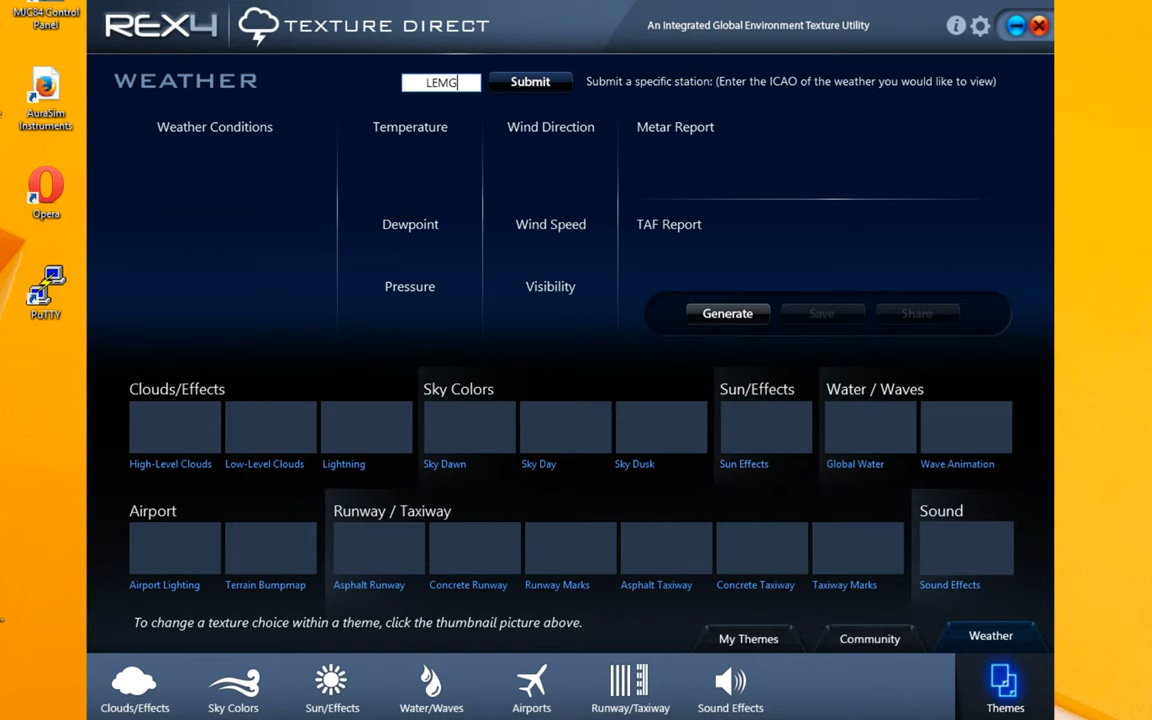 MJC84 Control
Panel
AuraSim
Instruments
Opera
PuTTY
REX4
TEXTURE DIRECT
An Integrated Global Environment Texture Utility
WEATHER
LEMG
Submit
Submit a specific station: (Enter the ICAO of the weather you would like to view)
Weather Conditions
Temperature
Wind Direction
Metar Report
Dewpoint
Wind Speed
TAF Report
Pressure
Visibility
Generate
Save
Share
Clouds/Effects
Sky Colors
Sun/Effects
Water / Waves
High-Level Clouds
Low-Level Clouds
Lightning
Sky Dawn
Sky Day
Sky Dusk
Sun Effects
Global Water
Wave Animation
Airport
Runway / Taxiway
Sound
Airport Lighting
Terrain Bumpmap
Asphalt Runway
Concrete Runway
Runway Marks
Asphalt Taxiway
Concrete Taxiway
Taxiway Marks
Sound Effects
To change a texture choice within a theme, click the thumbnail picture above.
My Themes
Community
Weather
Clouds/Effects
Sky Colors
Sun/Effects
Water/Waves
Airports
Runway/Taxiway
Sound Effects
Themes